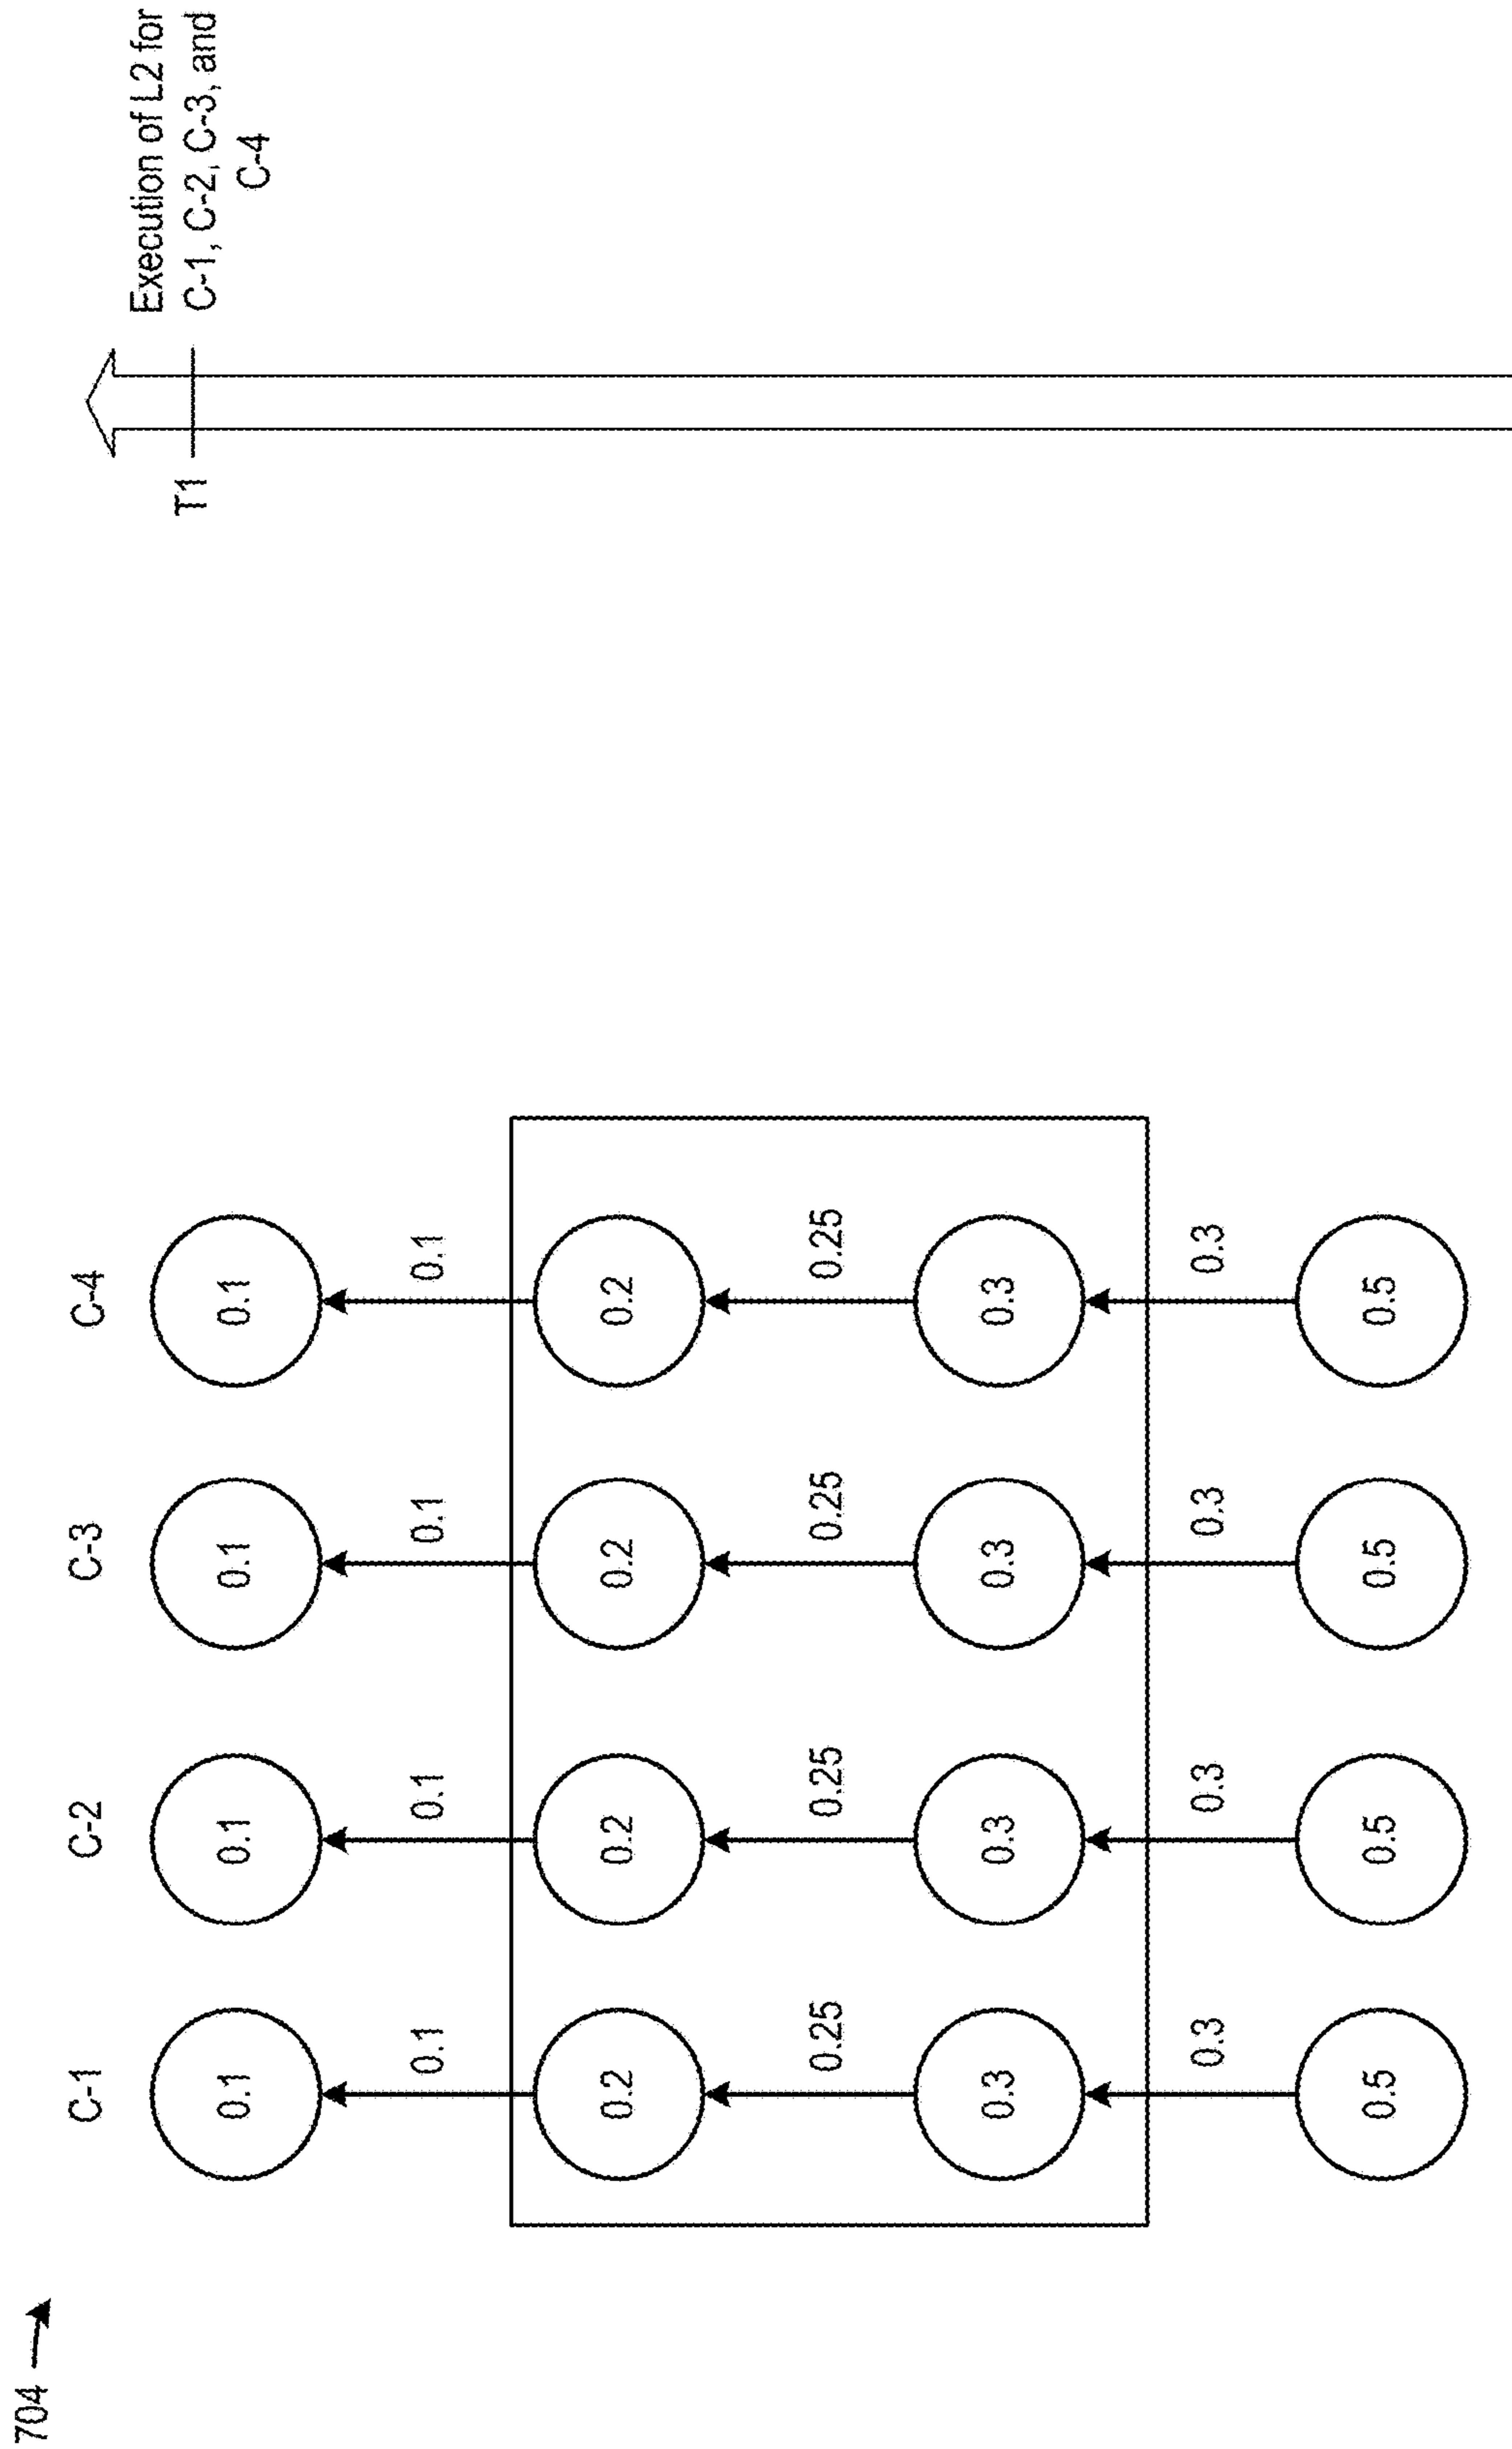 704
C-1 C-2 C-3 C-4
0.1 0.1 0.1 0.1
0.1 0.1 0.1 0.1
0.2 0.2 0.2 0.2
0.25 0.25 0.25 0.25
0.3 0.3 0.3 0.3
0.3 0.3 0.3 0.3
0.5 0.5 0.5 0.5
T1
Execution of L2 for
C-1, C-2, C-3, and
C-4